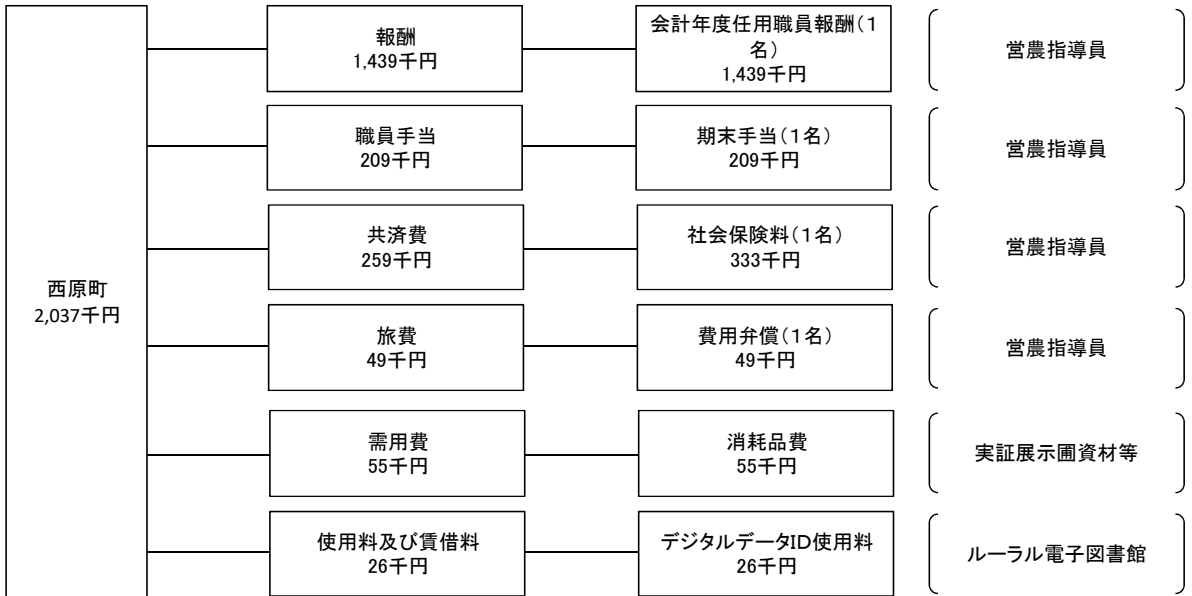 西原町
2,037千円
報酬
1,439千円
会計年度任用職員報酬(1
名)
1,439千円
営農指導員
職員手当
209千円
期末手当(1名)
209千円
営農指導員
共済費
259千円
社会保険料(1名)
333千円
営農指導員
旅費
49千円
費用弁償(1名)
49千円
営農指導員
需用費
55千円
消耗品費
55千円
実証展示圃資材等
使用料及び賃借料
26千円
デジタルデータID使用料
26千円
ルーラル電子図書館